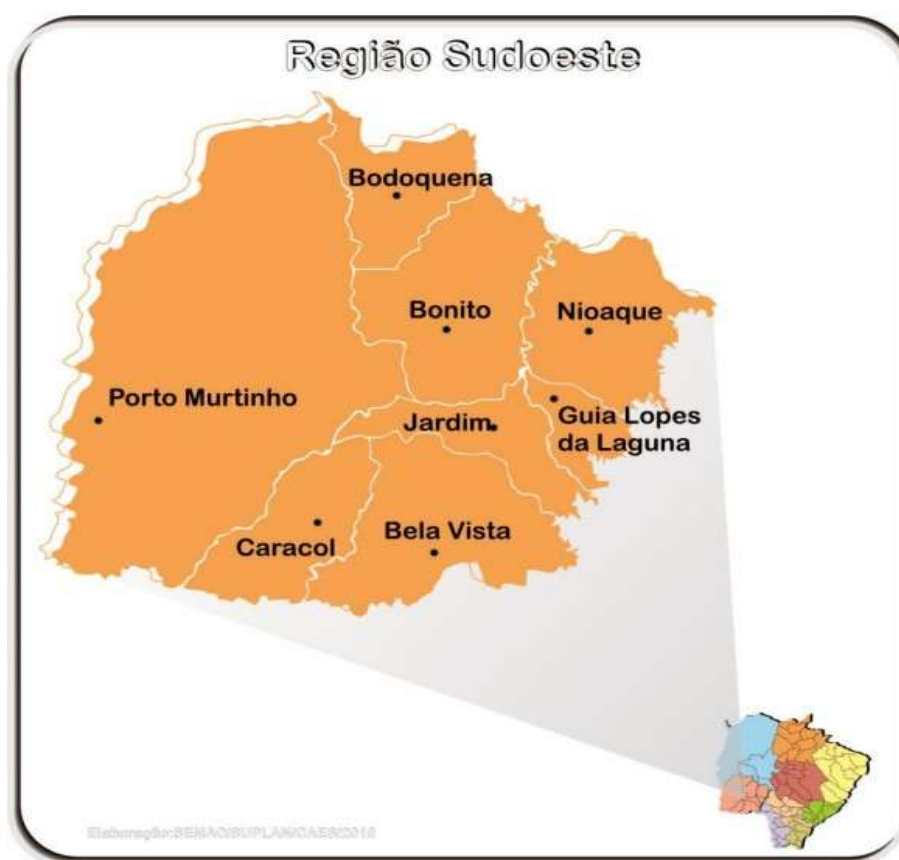 Região Sudoeste
Bodoquena
Bonito
Nioaque
Porto Murtinho
Jardim
Guia Lopes
da Laguna
Caracol
Bela Vista